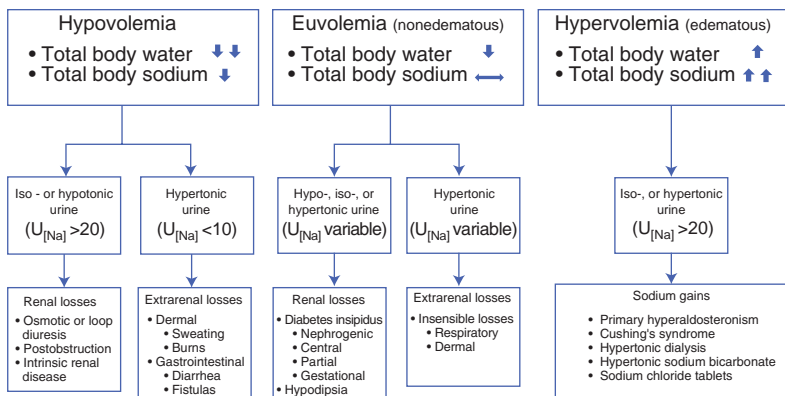 Hypovolemia
• Total body water
• Total body sodium
Euvolemia (nonedematous)
• Total body water
• Total body sodium
Hypervolemia (edematous)
• Total body water
• Total body sodium
Iso - or hypotonic
urine
(U[Na] >20)
Hypertonic
urine
(U[Na] <10)
Hypo-, iso-, or
hypertonic urine
(U[Na] variable)
Hypertonic
urine
(U[Na] variable)
Iso-, or hypertonic
urine
(U[Na] >20)
Renal losses
• Osmotic or loop
diuresis
• Postobstruction
• Intrinsic renal
disease
Extrarenal losses
• Dermal
• Sweating
• Burns
• Gastrointestinal
• Diarrhea
• Fistulas
Renal losses
• Diabetes insipidus
• Nephrogenic
• Central
• Partial
• Gestational
• Hypodipsia
Extrarenal losses
• Insensible losses
• Respiratory
• Dermal
Sodium gains
• Primary hyperaldosteronism
• Cushing's syndrome
• Hypertonic dialysis
• Hypertonic sodium bicarbonate
• Sodium chloride tablets